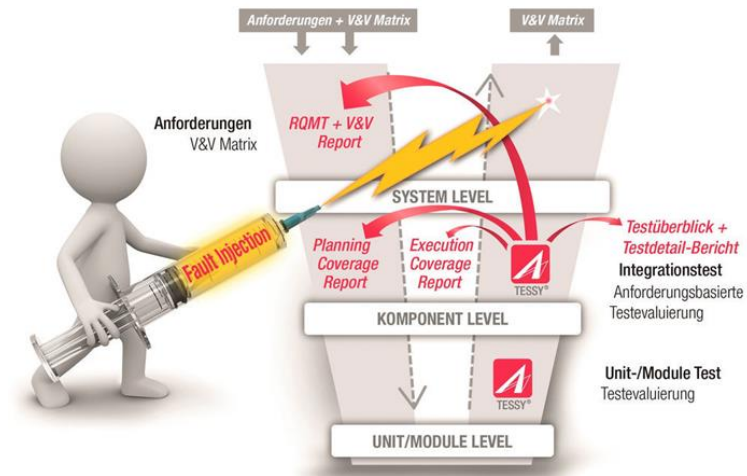 Anforderungen + V&V Matrix
V&V Matrix
Anforderungen
V&V Matrix
RQMT + V&V
Report
SYSTEM LEVEL
Fault Injection
Planning
Coverage
Report
Execution
Coverage
Report
TESSY®
Testüberblick +
Testdetail-Bericht
Integrationstest
Anforderungsbasierte
Testevaluierung
KOMPONENT LEVEL
TESSY®
Unit-/Module Test
Testevaluierung
UNIT/MODULE LEVEL